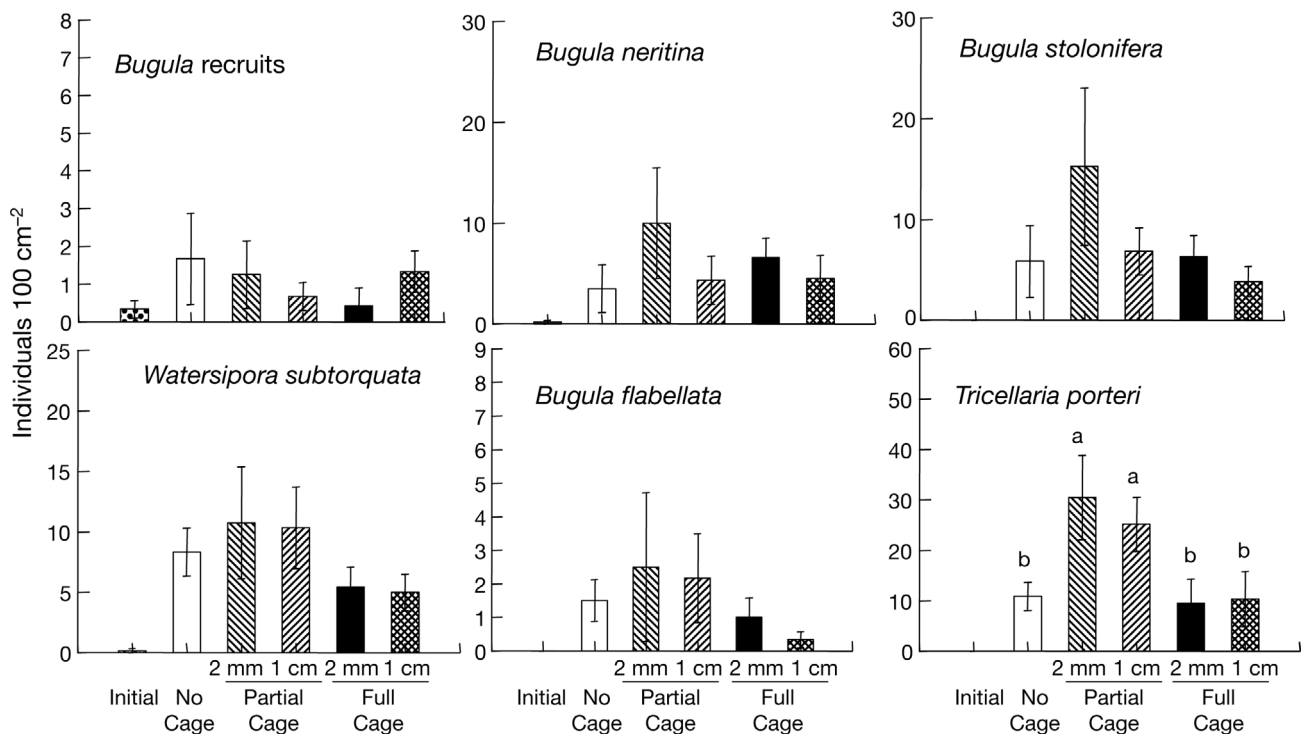 Individuals 100 cm⁻²
Bugula recruits
8
7
6
5
4
3
2
1
0
Bugula neritina
30
20
10
0
Bugula stolonifera
30
20
10
0
Watersipora subtorquata
25
20
15
10
5
0
2 mm 1 cm 2 mm 1 cm
Initial No Partial Full
Cage Cage Cage
Bugula flabellata
9
8
7
6
5
4
3
2
1
0
2 mm 1 cm 2 mm 1 cm
Initial No Partial Full
Cage Cage Cage
Tricellaria porteri
60
50
40
30
20
10
0
b a a b b
2 mm 1 cm 2 mm 1 cm
Initial No Partial Full
Cage Cage Cage